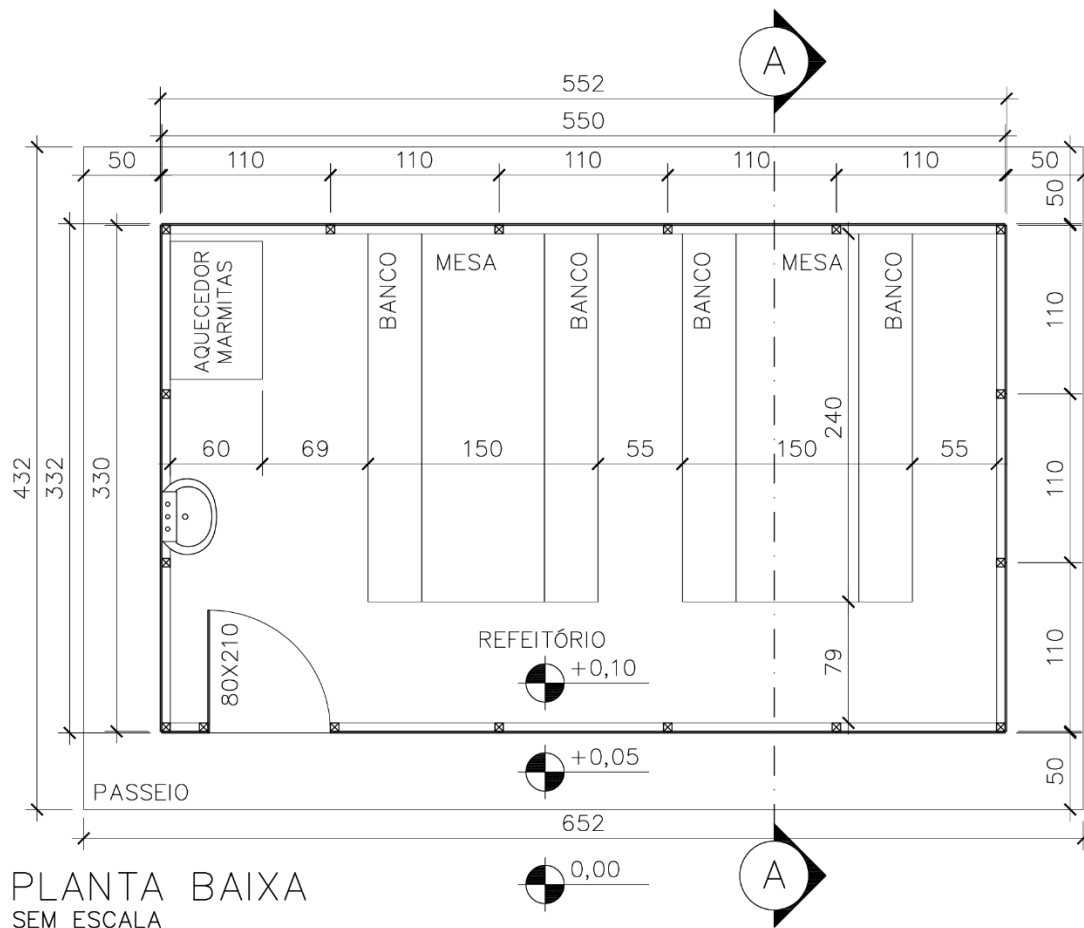 A
552
550
50 110 110 110 110 110 50
50
AQUECEDOR
MARMITAS
BANCO
MESA
BANCO
BANCO
MESA
BANCO
110
110
110
50
432
332
330
60 69 150 55 150 55
240
79
80X210
REFEITÓRIO
+0,10
+0,05
PASSEIO
652
0,00
A
PLANTA BAIXA
SEM ESCALA